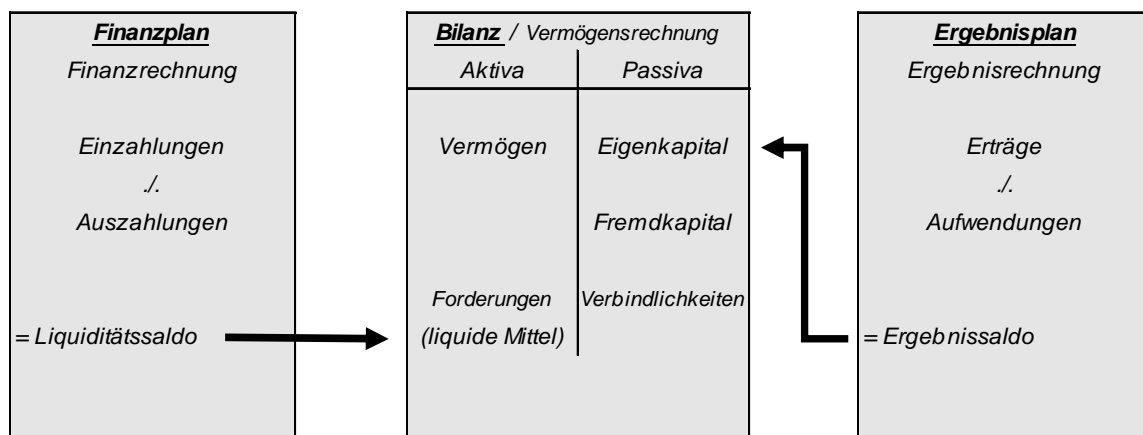 Finanzplan
Finanzrechnung
Einzahlungen
./.
Auszahlungen
= Liquiditätssaldo
Bilanz / Vermögensrechnung
Aktiva Passiva
Vermögen Eigenkapital
Fremdkapital
Forderungen Verbindlichkeiten
(liquide Mittel)
Ergebnisplan
Ergebnisrechnung
Erträge
./.
Aufwendungen
= Ergebnissaldo